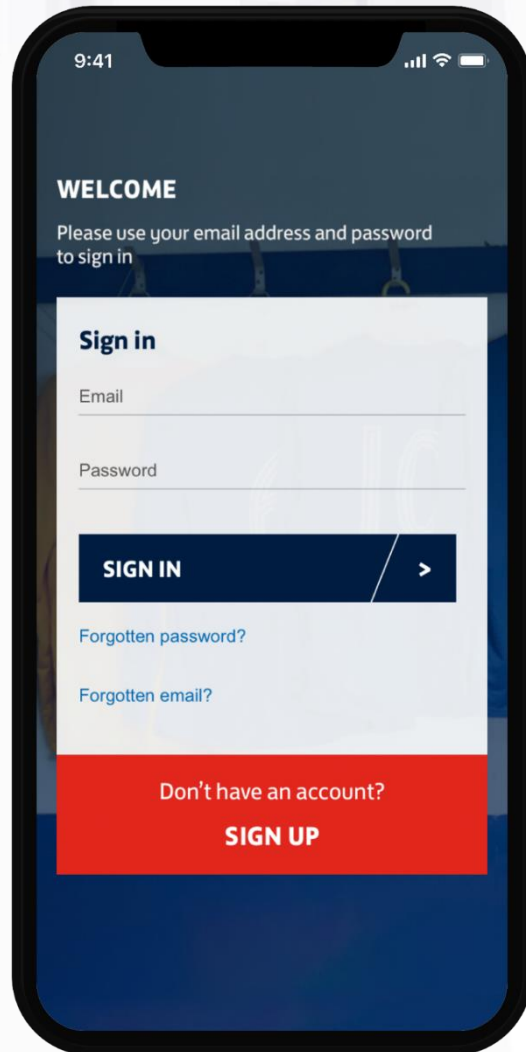 9:41
WELCOME
Please use your email address and password
to sign in
Sign in
Email
Password
SIGN IN >
Forgotten password?
Forgotten email?
Don't have an account?
SIGN UP